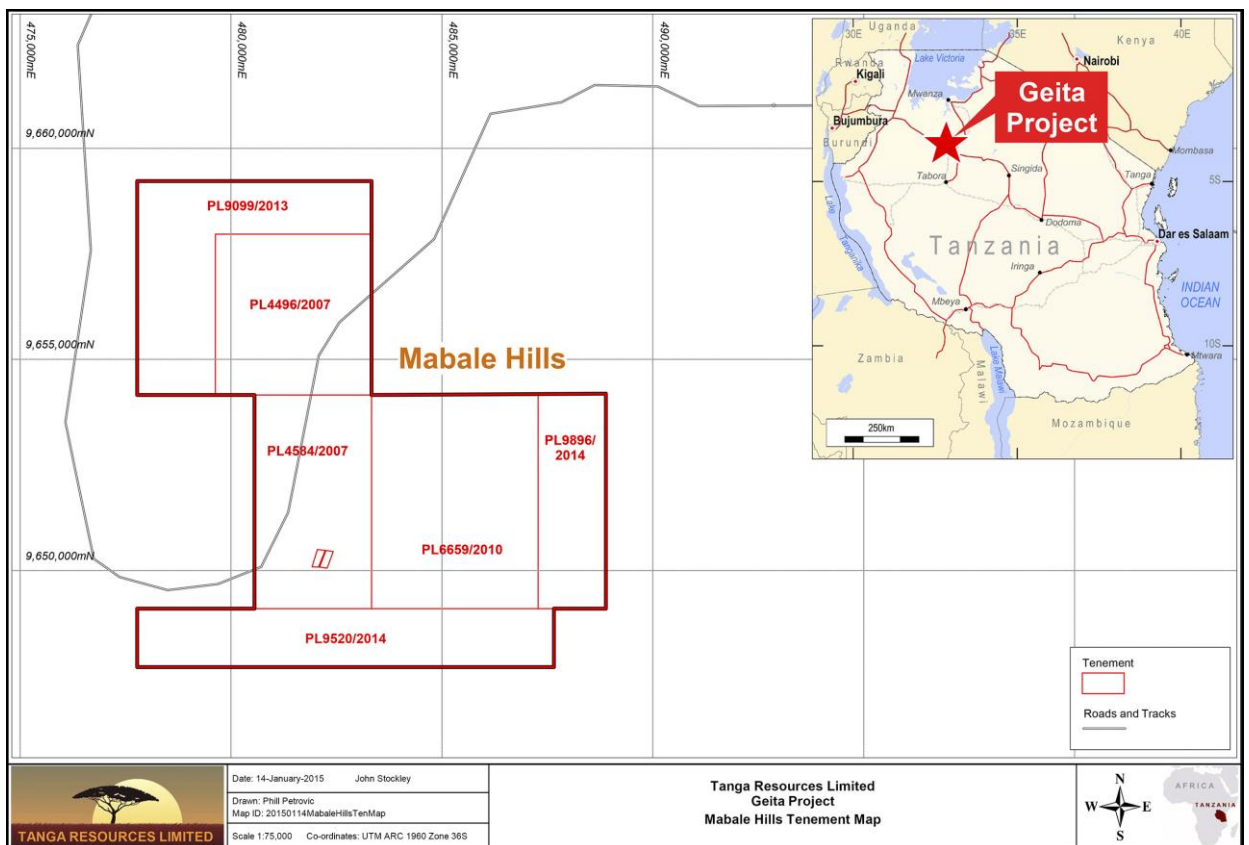 475,000mE
480,000mE
485,000mE
490,000mE
9,660,000mN
9,655,000mN
9,650,000mN
PL9099/2013
PL4496/2007
Mabale Hills
PL4584/2007
PL9896/
2014
PL6659/2010
PL9520/2014
30E
35E
40E
Uganda
Kenya
Lake Victoria
Rwanda
Kigali
Nairobi
Mwanza
Geita
Project
Bujumbura
Burundi
Mombasa
Singida
Tabora
Tanga
5S
Lake
Tanganika
Dodoma
Dar es Salaam
Tanzania
Iringa
INDIAN
OCEAN
Mbeya
10S
Mtwara
Zambia
Malawi
Lake Malawi
Mozambique
250km
Tenement
Roads and Tracks
TANGA RESOURCES LIMITED
Date: 14-January-2015 John Stockley
Drawn: Phill Petrovic
Map ID: 20150114MabaleHillsTenMap
Scale 1:75,000 Co-ordinates: UTM ARC 1960 Zone 36S
Tanga Resources Limited
Geita Project
Mabale Hills Tenement Map
N
W E
S
AFRICA
TANZANIA